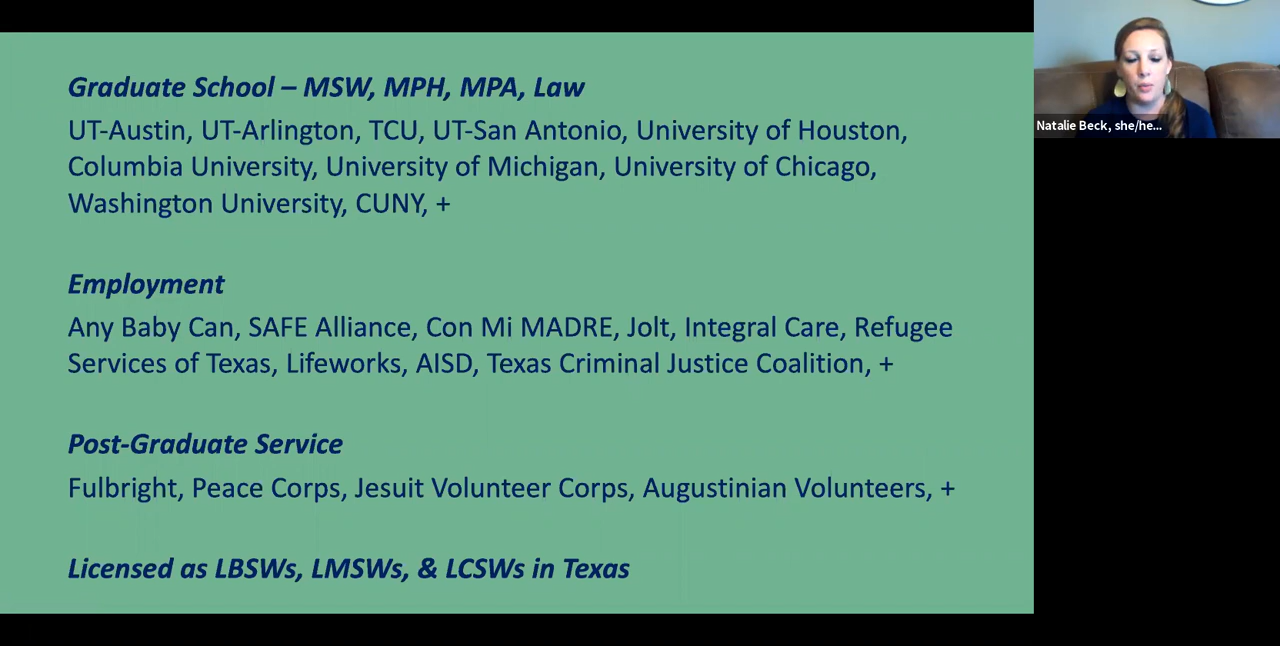 Graduate School – MSW, MPH, MPA, Law
UT-Austin, UT-Arlington, TCU, UT-San Antonio, University of Houston,
Columbia University, University of Michigan, University of Chicago,
Washington University, CUNY, +
Employment
Any Baby Can, SAFE Alliance, Con Mi MADRE, Jolt, Integral Care, Refugee
Services of Texas, Lifeworks, AISD, Texas Criminal Justice Coalition, +
Post-Graduate Service
Fulbright, Peace Corps, Jesuit Volunteer Corps, Augustinian Volunteers, +
Licensed as LBSWs, LMSWs, & LCSWs in Texas
Natalie Beck, she/he...